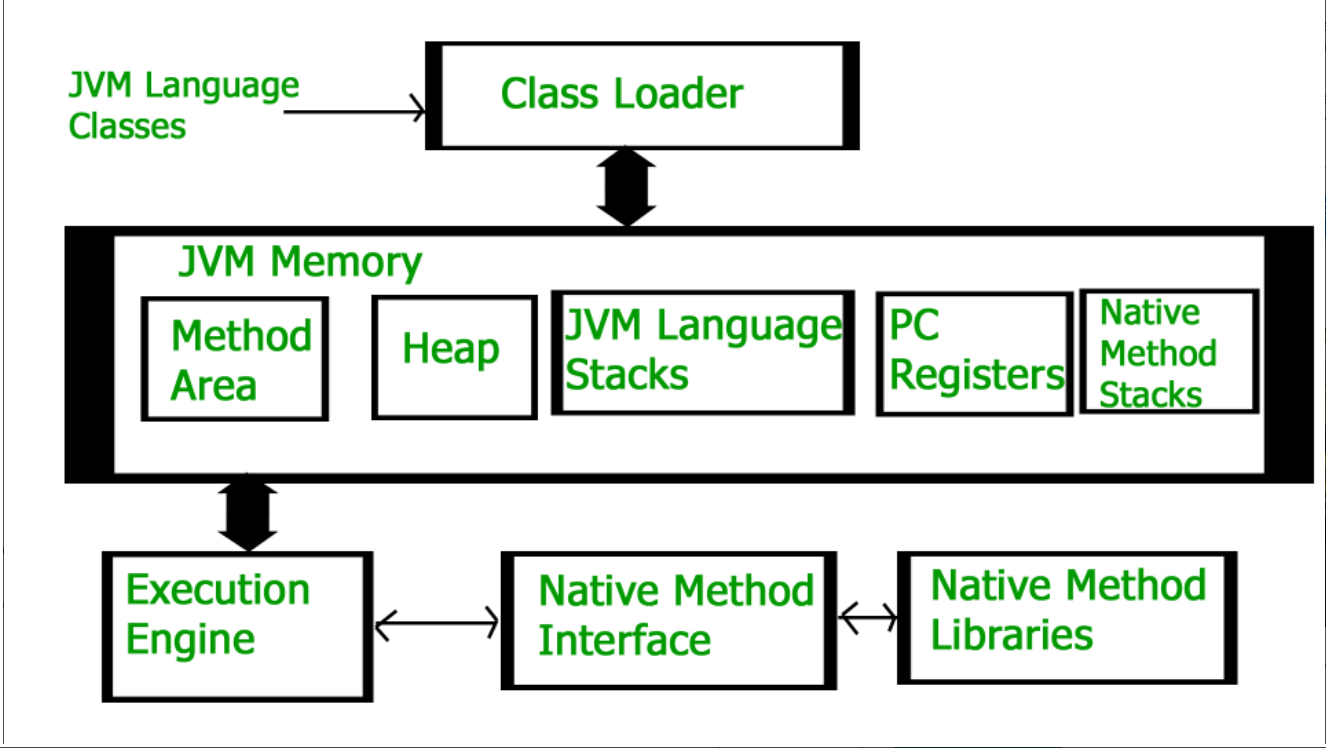 JVM Language
Classes
Class Loader
JVM Memory
Method
Area
Heap
JVM Language
Stacks
PC
Registers
Native
Method
Stacks
Execution
Engine
Native Method
Interface
Native Method
Libraries